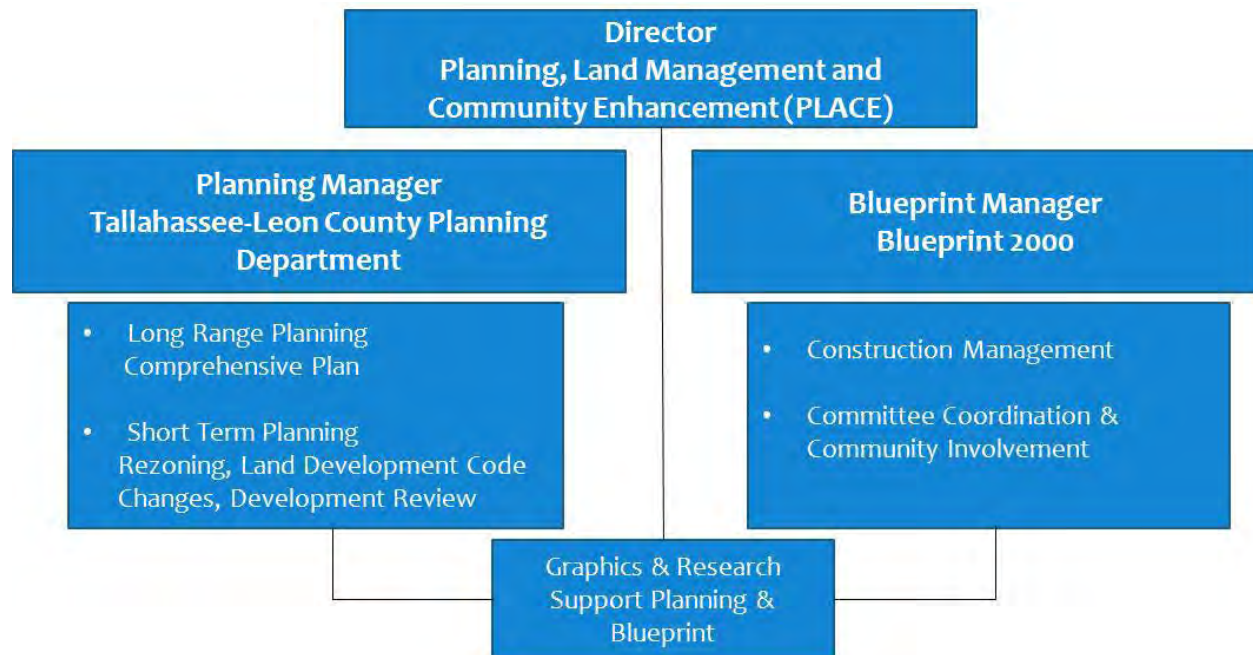 Director
Planning, Land Management and
Community Enhancement (PLACE)
Planning Manager
Tallahassee-Leon County Planning
Department
• Long Range Planning
Comprehensive Plan
• Short Term Planning
Rezoning, Land Development Code
Changes, Development Review
Blueprint Manager
Blueprint 2000
• Construction Management
• Committee Coordination &
Community Involvement
Graphics & Research
Support Planning &
Blueprint